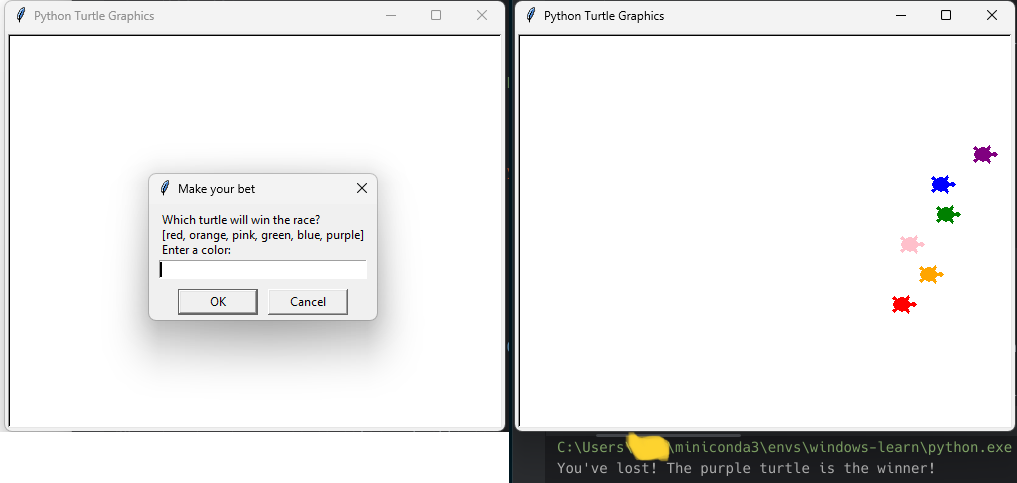 Python Turtle Graphics
Make your bet
Which turtle will win the race?
[red, orange, pink, green, blue, purple]
Enter a color:
OK
Cancel
Python Turtle Graphics
C:\Users\
\miniconda3\envs\windows-learn\python.exe
You've lost! The purple turtle is the winner!